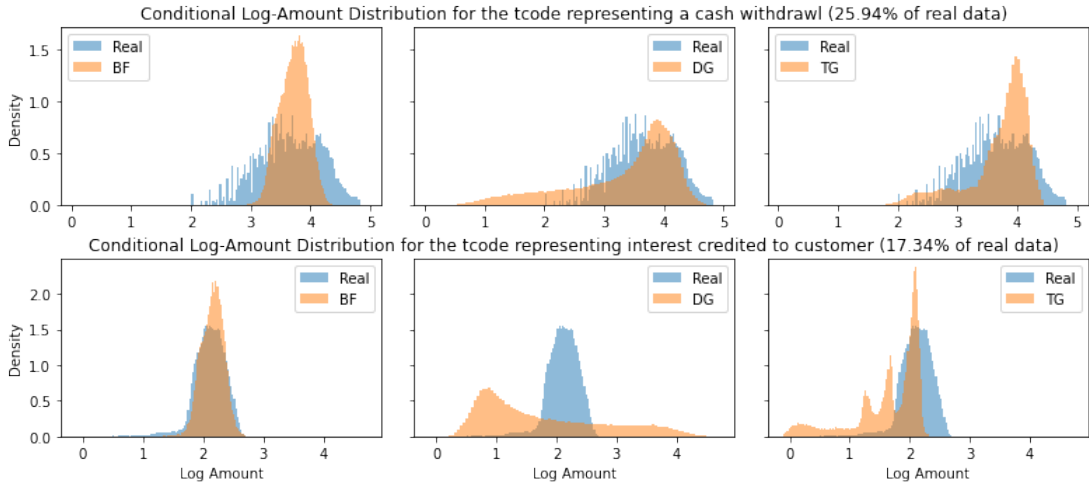 Conditional Log-Amount Distribution for the tcode representing a cash withdrawl (25.94% of real data)
Density
1.5
1.0
0.5
0.0
Real
BF
0 1 2 3 4 5
Real
DG
0 1 2 3 4 5
Real
TG
0 1 2 3 4 5
Conditional Log-Amount Distribution for the tcode representing interest credited to customer (17.34% of real data)
Density
2.0
1.5
1.0
0.5
0.0
Real
BF
0 1 2 3 4
Log Amount
Real
DG
0 1 2 3 4
Log Amount
Real
TG
0 1 2 3 4
Log Amount